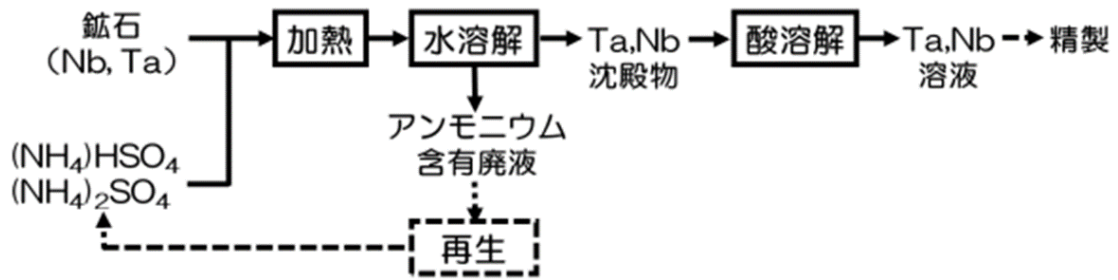 鉱石
（Nb, Ta）
(NH₄)HSO₄
(NH₄)₂SO₄
加熱
水溶解
Ta,Nb
沈殿物
酸溶解
Ta,Nb
溶液
精製
アンモニウム
含有廃液
再生